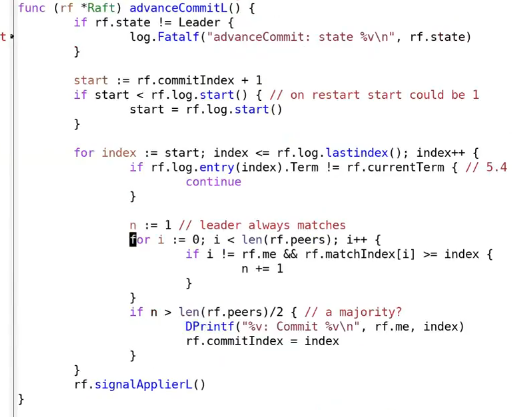 func (rf *Raft) advanceCommitL() {
if rf.state != Leader {
t log.Fatalf("advanceCommit: state %v\n", rf.state)
}
start := rf.commitIndex + 1
if start < rf.log.start() { // on restart start could be 1
start = rf.log.start()
}
for index := start; index <= rf.log.lastindex(); index++ {
if rf.log.entry(index).Term != rf.currentTerm { // 5.4
continue
}
n := 1 // leader always matches
for i := 0; i < len(rf.peers); i++ {
if i != rf.me && rf.matchIndex[i] >= index {
n += 1
}
}
if n > len(rf.peers)/2 { // a majority?
DPrintf("%v: Commit %v\n", rf.me, index)
rf.commitIndex = index
}
}
rf.signalApplierL()
}